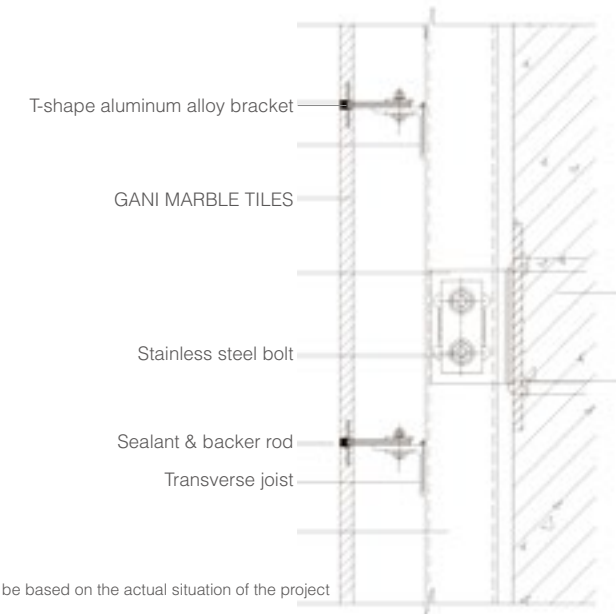 T-shape aluminum alloy bracket
GANI MARBLE TILES
Stainless steel bolt
Sealant & backer rod
Transverse joist
be based on the actual situation of the project